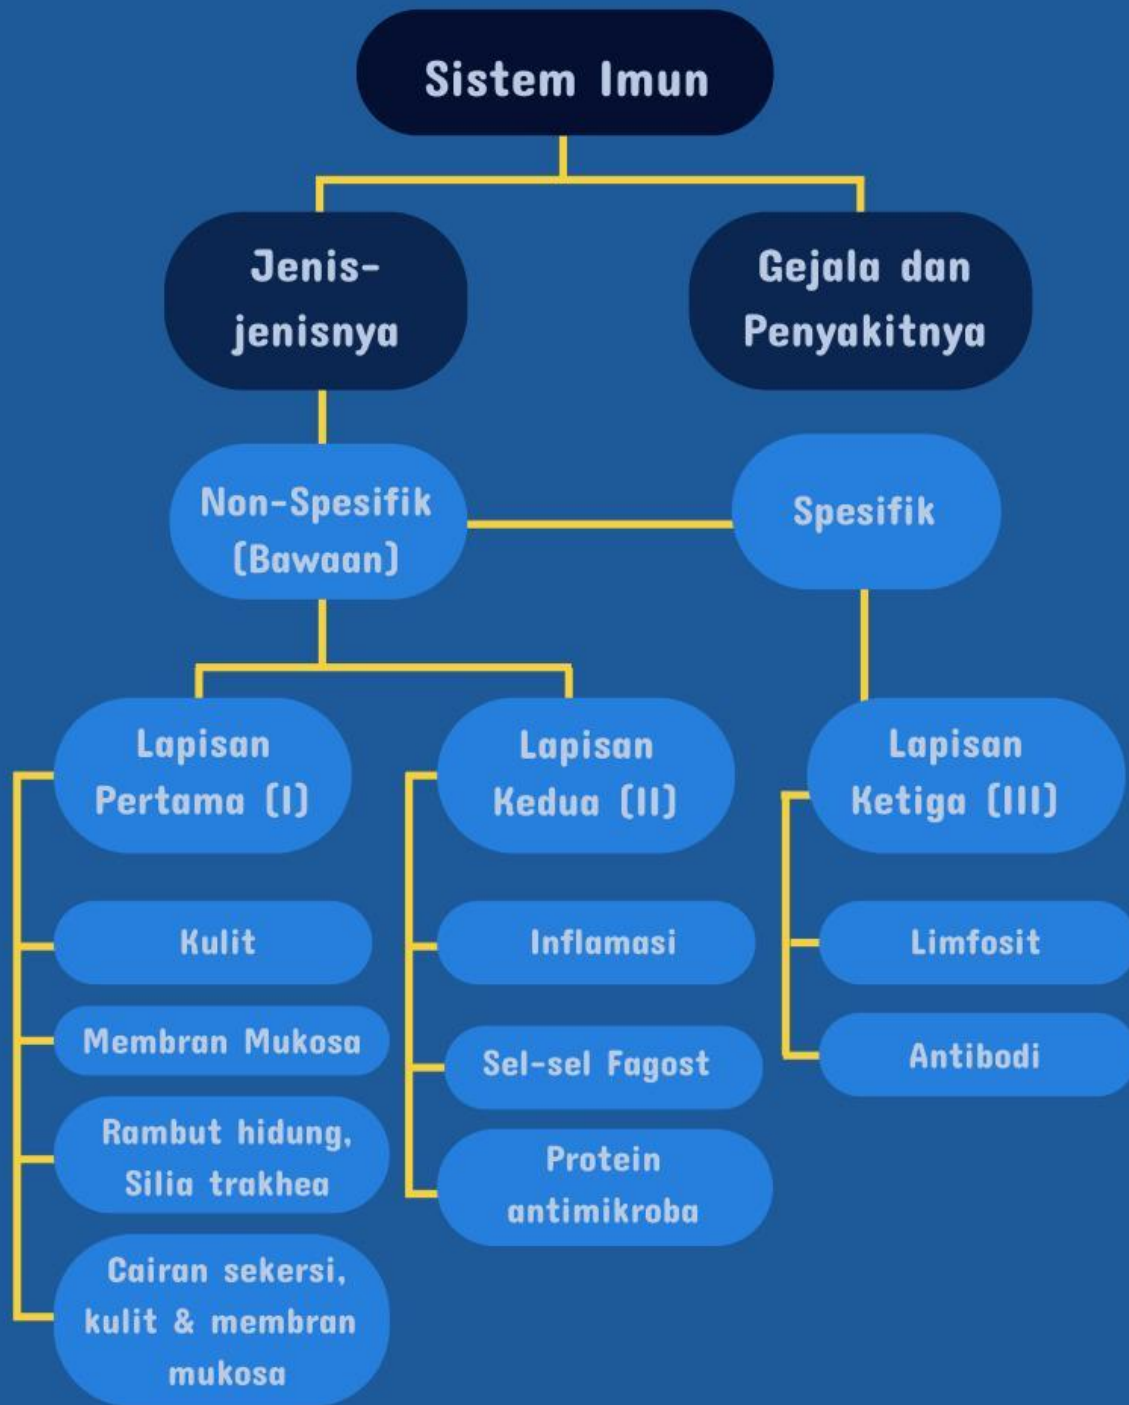 Sistem Imun
Jenis-
jenisnya
Gejala dan
Penyakitnya
Non-Spesifik
(Bawaan)
Spesifik
Lapisan
Pertama (I)
Kulit
Membran Mukosa
Rambut hidung,
Silia trakhea
Cairan sekersi,
kulit & membran
mukosa
Lapisan
Kedua (II)
Inflamasi
Sel-sel Fagost
Protein
antimikroba
Lapisan
Ketiga (III)
Limfosit
Antibodi